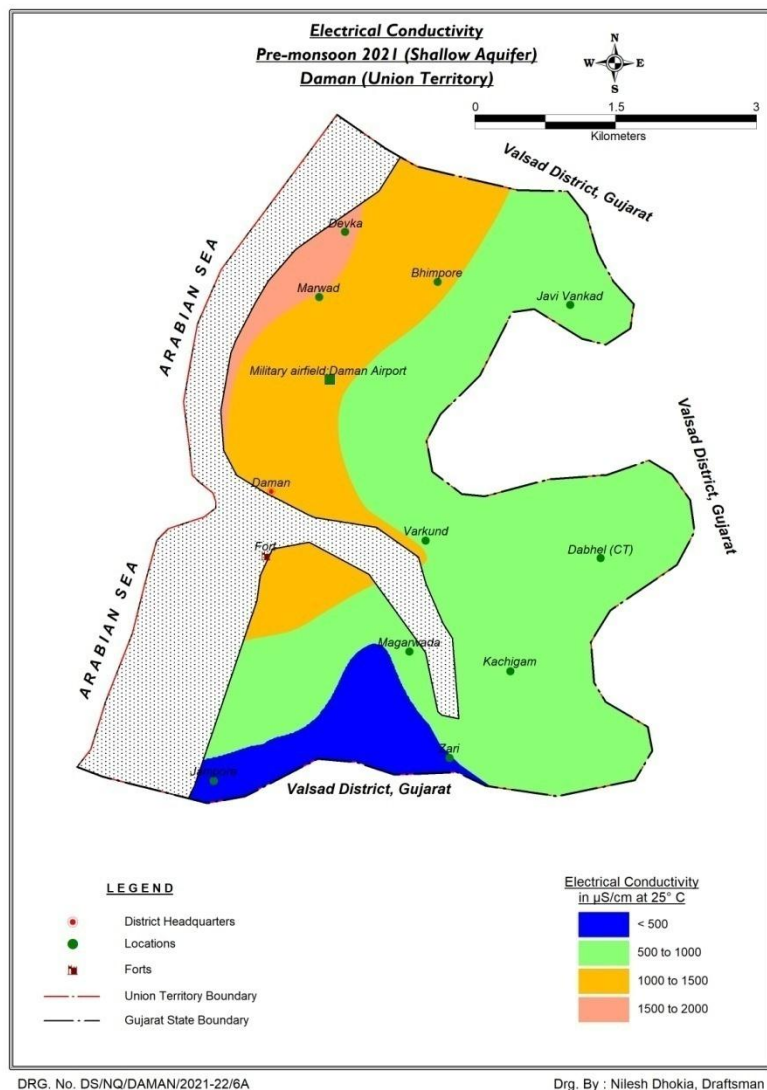 Electrical Conductivity
Pre-monsoon 2021 (Shallow Aquifer)
Daman (Union Territory)
N
W E
S
0 1.5 3
Kilometers
Valsad District, Gujarat
ARABIAN SEA
Devka
Bhimpore
Marwad
Javi Vankad
Military airfield;Daman Airport
Valsad District, Gujarat
Daman
Varkund
Fort
Dabhel (CT)
ARABIAN SEA
Magarwada
Kachigam
Zari
Jampore
Valsad District, Gujarat
LEGEND
District Headquarters
Locations
Forts
Union Territory Boundary
Gujarat State Boundary
Electrical Conductivity
in µS/cm at 25° C
< 500
500 to 1000
1000 to 1500
1500 to 2000
DRG. No. DS/NQ/DAMAN/2021-22/6A
Drg. By : Nilesh Dhokia, Draftsman